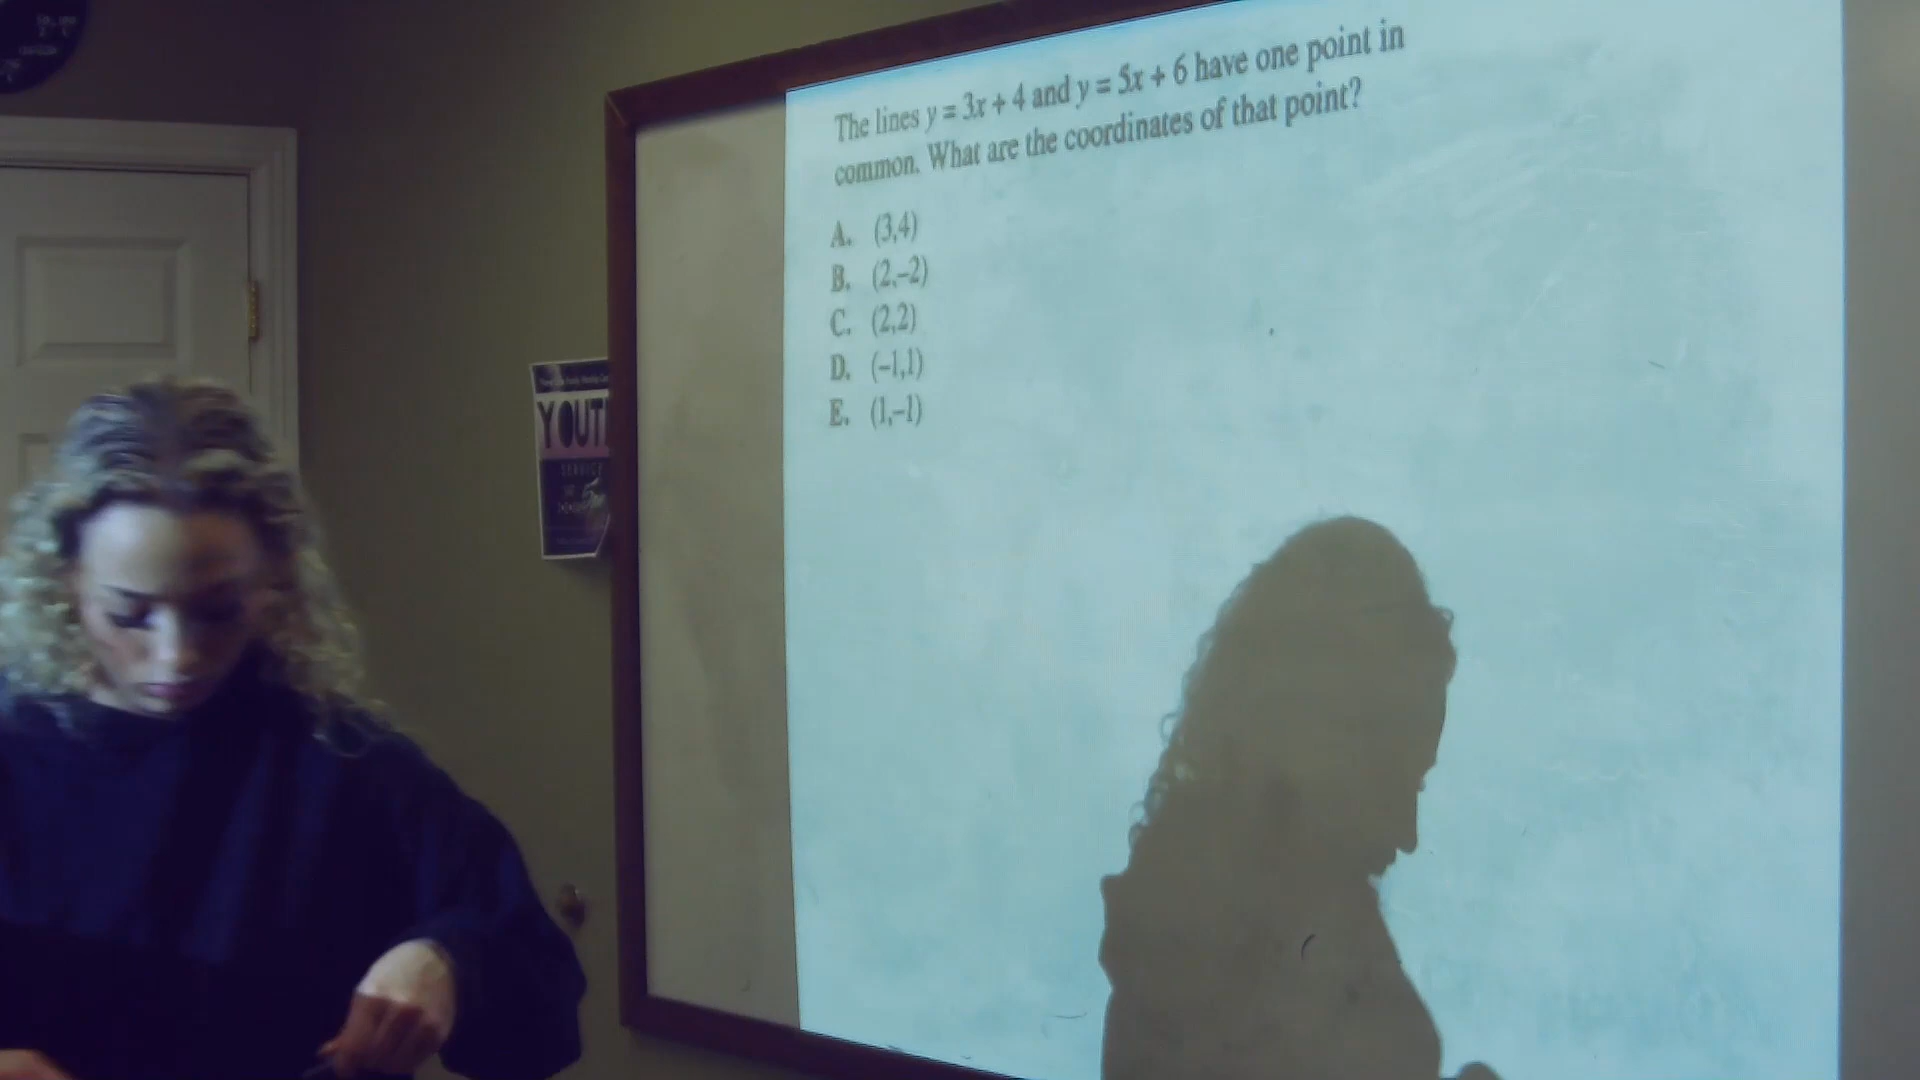 The lines y = 3x + 4 and y = 5x + 6 have one point in
common. What are the coordinates of that point?
A. (3,4)
B. (2,–2)
C. (2,2)
D. (–1,1)
E. (1,–1)
YOUT
SERVICE